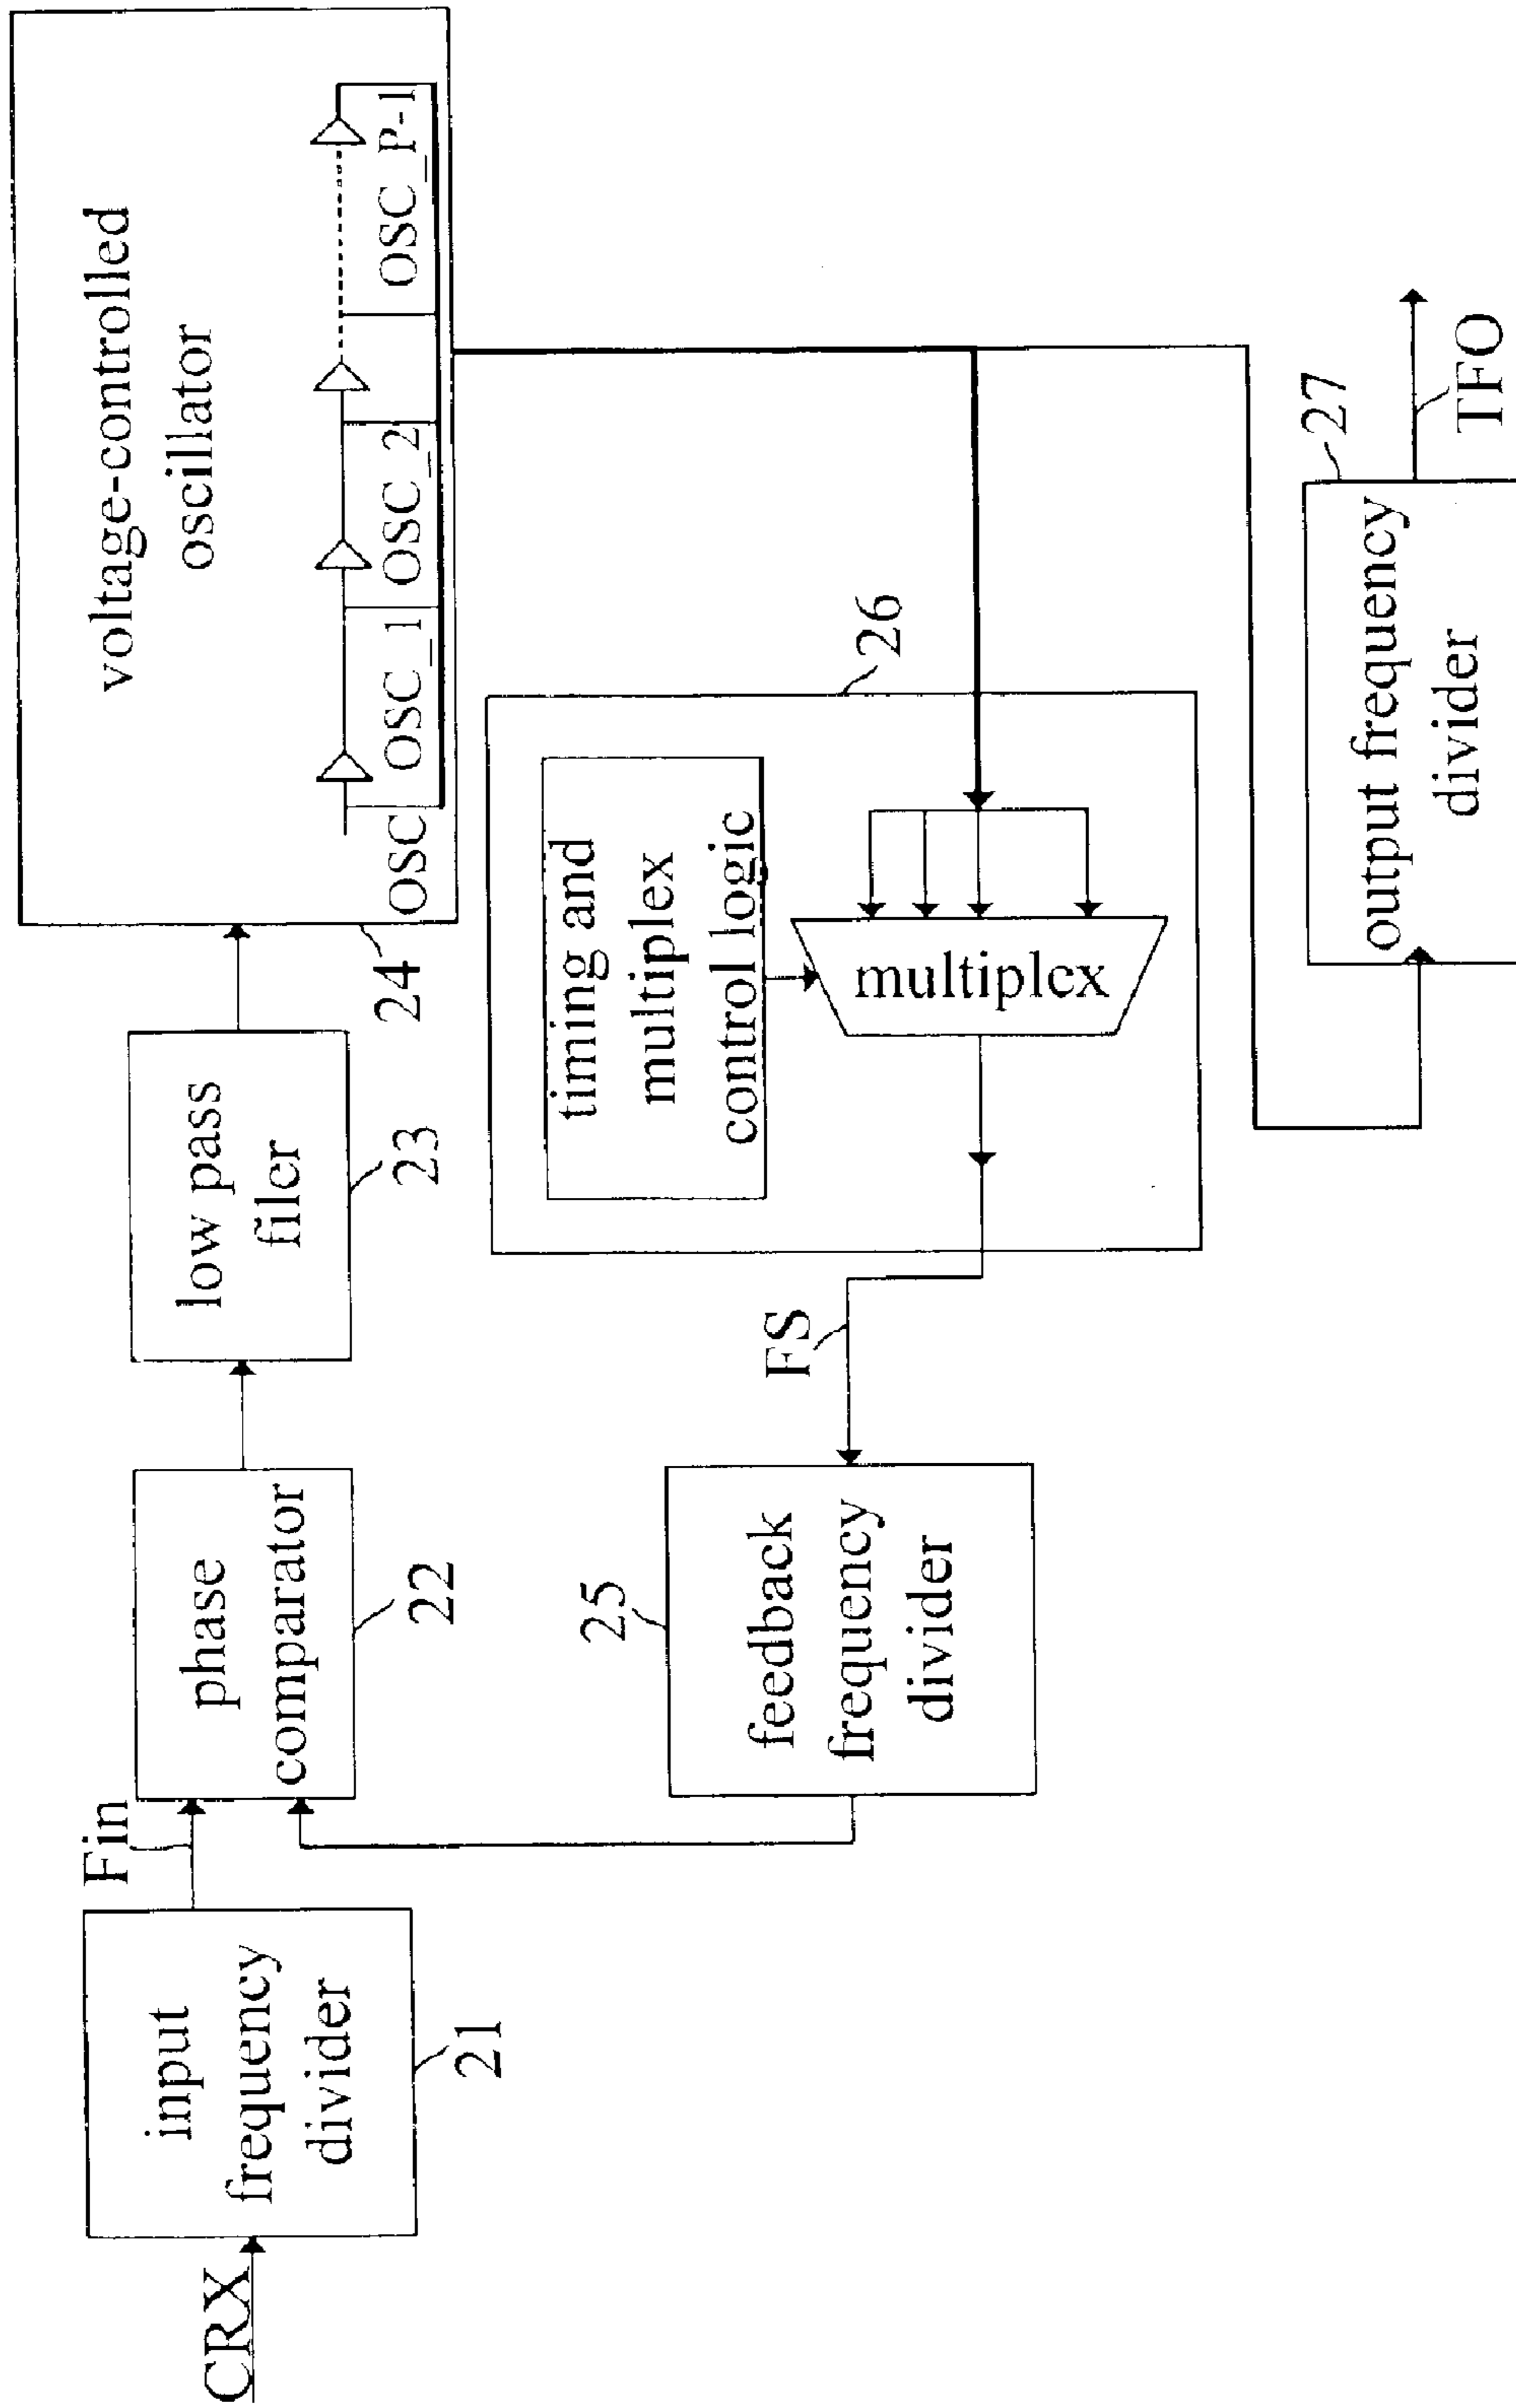 CRX
input
frequency
divider
21
Fin
phase
comparator
22
low pass
filer
23
voltage-controlled
oscillator
OSC
OSC_1
OSC_2
OSC_P-1
24
timing and
multiplex
control logic
multiplex
26
FS
feedback
frequency
divider
25
output frequency
divider
27
TFO